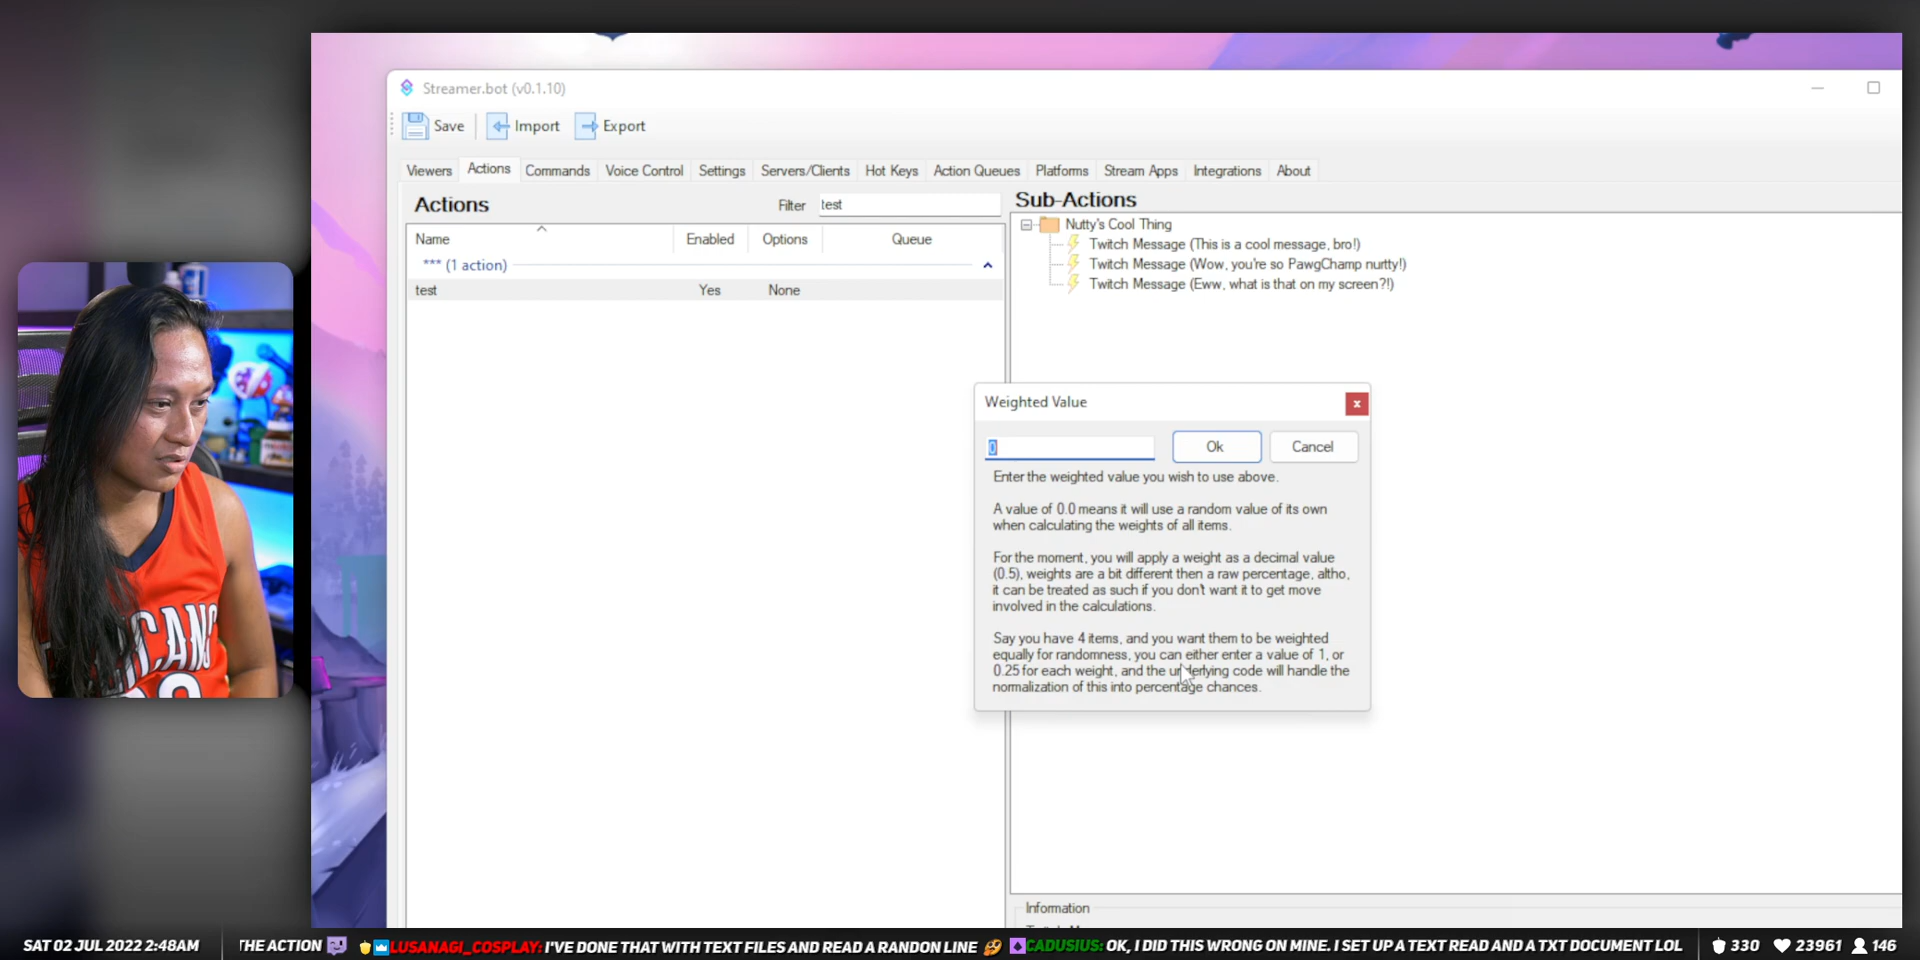 Streamer.bot (v0.1.10)
Save Import Export
Viewers Actions Commands Voice Control Settings Servers/Clients Hot Keys Action Queues Platforms Stream Apps Integrations About
Actions Filter test
Sub-Actions
Name Enabled Options Queue
*** (1 action)
test Yes None
Nutty's Cool Thing
Twitch Message (This is a cool message, bro!)
Twitch Message (Wow, you're so PawgChamp nurtty!)
Twitch Message (Eww, what is that on my screen?!)
Weighted Value
x
0 Ok Cancel
Enter the weighted value you wish to use above.
A value of 0.0 means it will use a random value of its own
when calculating the weights of all items.
For the moment, you will apply a weight as a decimal value
(0.5), weights are a bit different then a raw percentage, altho,
it can be treated as such if you don't want it to get move
involved in the calculations.
Say you have 4 items, and you want them to be weighted
equally for randomness, you can either enter a value of 1, or
0.25 for each weight, and the underlying code will handle the
normalization of this into percentage chances.
Information
SAT 02 JUL 2022 2:48AM THE ACTION LUSANAGI_COSPLAY: I'VE DONE THAT WITH TEXT FILES AND READ A RANDON LINE CADUSIUS: OK, I DID THIS WRONG ON MINE. I SET UP A TEXT READ AND A TXT DOCUMENT LOL 330 23961 146